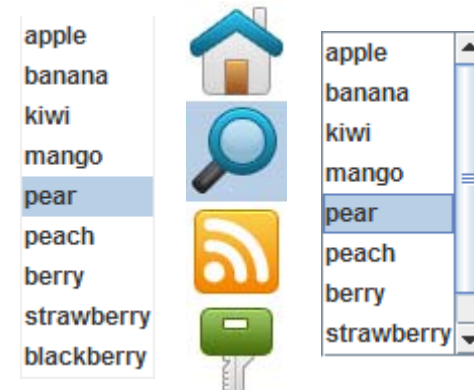 apple
banana
kiwi
mango
pear
peach
berry
strawberry
blackberry
apple
banana
kiwi
mango
pear
peach
berry
strawberry